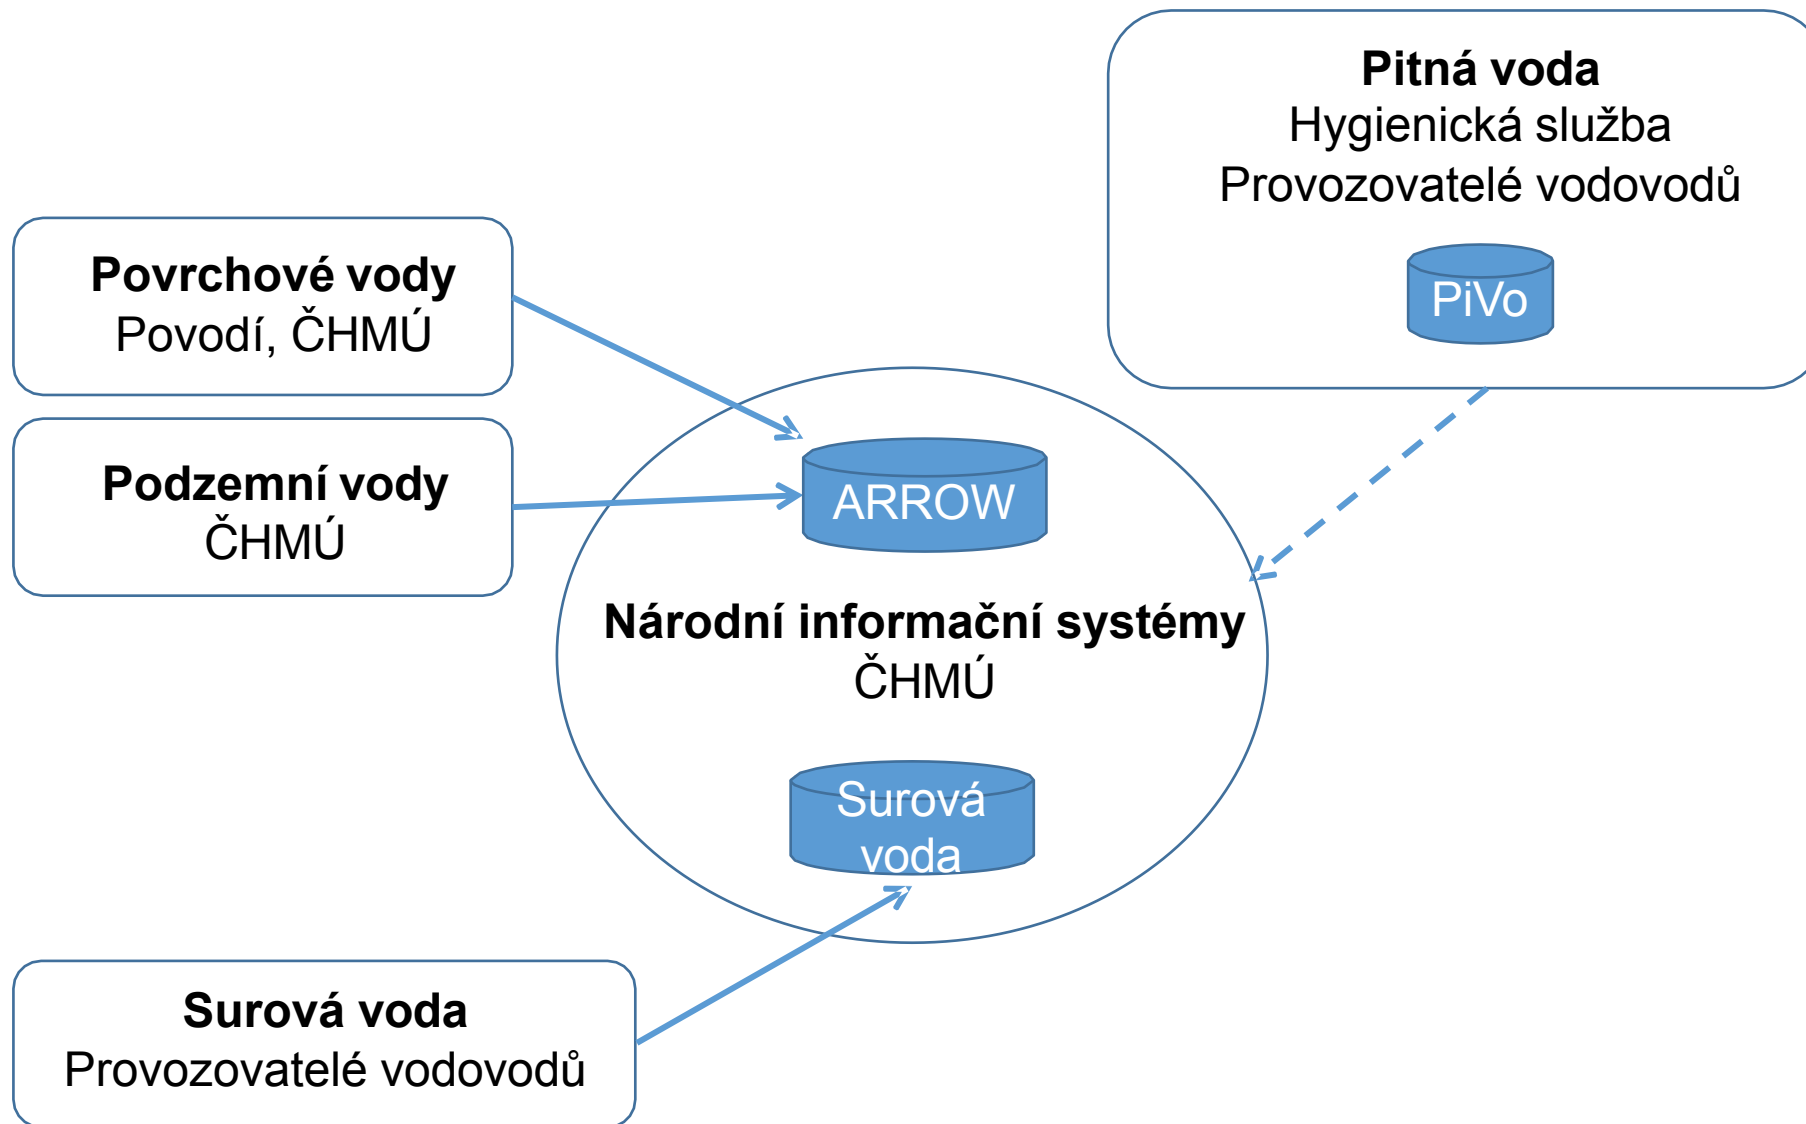 Pitná voda
Hygienická služba
Provozovatelé vodovodů
PiVo
Povrchové vody
Povodí, ČHMÚ
Podzemní vody
ČHMÚ
ARROW
Národní informační systémy
ČHMÚ
Surová
voda
Surová voda
Provozovatelé vodovodů